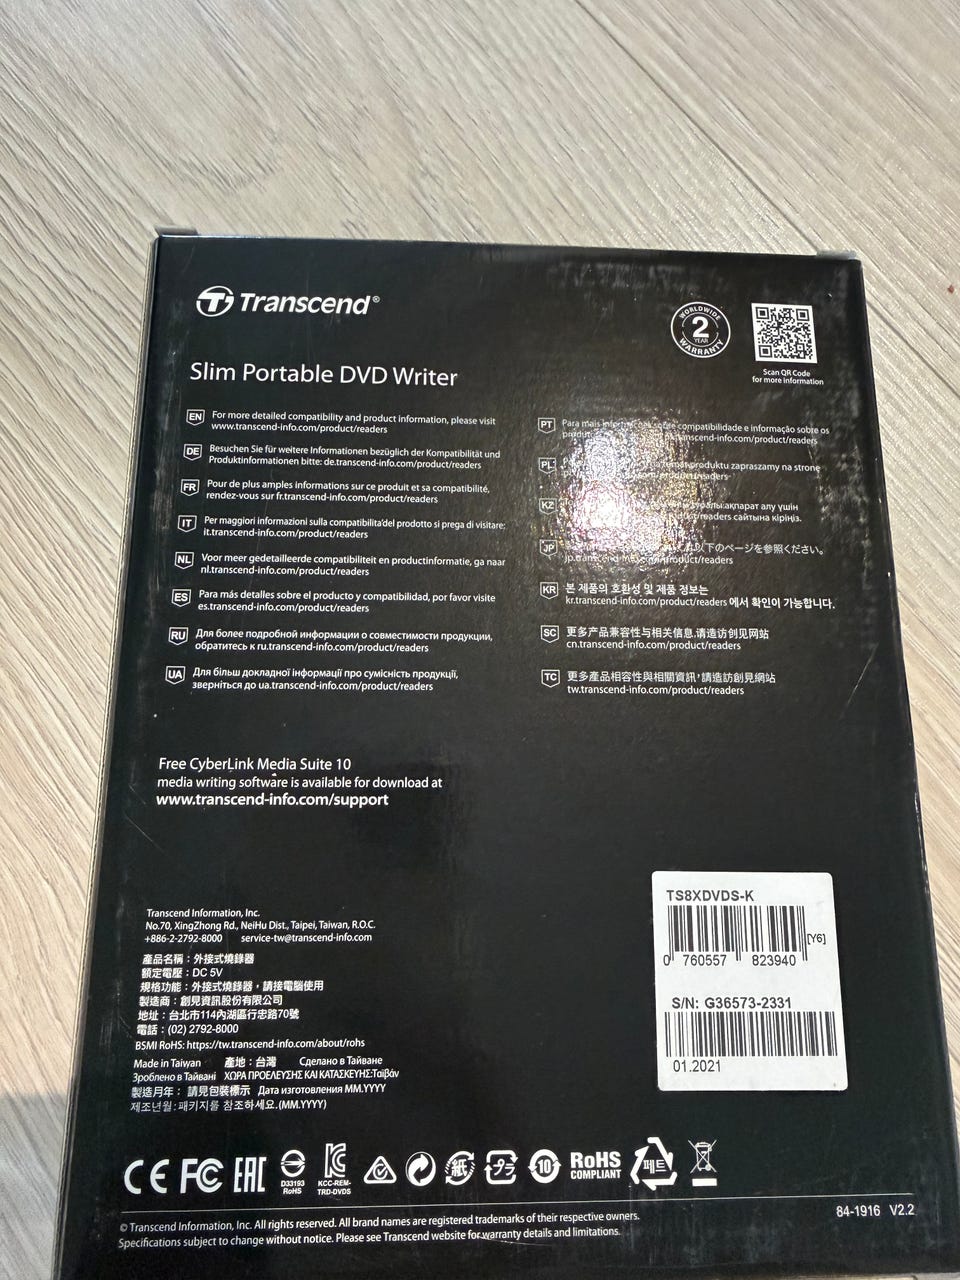 Transcend®
WORLDWIDE
2
YEAR
WARRANTY
Scan QR Code
for more information
Slim Portable DVD Writer
EN
For more detailed compatibility and product information, please visit
www.transcend-info.com/product/readers
DE
Besuchen Sie für weitere Informationen bezüglich der Kompatibilität und
Produktinformationen bitte: de.transcend-info.com/product/readers
FR
Pour de plus amples informations sur ce produit et sa compatibilité,
rendez-vous sur fr.transcend-info.com/product/readers
IT
Per maggiori informazioni sulla compatibilita'del prodotto si prega di visitare:
it.transcend-info.com/product/readers
NL
Voor meer gedetailleerde compatibiliteit en productinformatie, ga naar
nl.transcend-info.com/product/readers
ES
Para más detalles sobre el producto y compatibilidad, por favor visite
es.transcend-info.com/product/readers
RU
Для более подробной информации о совместимости продукции,
обратитесь к ru.transcend-info.com/product/readers
UA
Для більш докладної інформації про сумісність продукції,
зверніться до ua.transcend-info.com/product/readers
PT
Para mais sobre compatibilidade e informação sobre os
.transcend-info.com/product/readers
PL
temat produktu zapraszamy na stronę
.com/product/readers
KZ
туралы ақпарат алу үшін
/readers сайтына кіріңіз.
JP
以下のページを参照ください。
jp.transcend-info.com/product/readers
KR
본 제품의 호환성 및 제품 정보는
kr.transcend-info.com/product/readers 에서 확인이 가능합니다.
SC
更多产品兼容性与相关信息,请造访创见网站
cn.transcend-info.com/product/readers
TC
更多產品相容性與相關資訊,請造訪創見網站
tw.transcend-info.com/product/readers
Free CyberLink Media Suite 10
media writing software is available for download at
www.transcend-info.com/support
Transcend Information, Inc.
No.70, XingZhong Rd., NeiHu Dist., Taipei, Taiwan, R.O.C.
+886-2-2792-8000 service-tw@transcend-info.com
產品名稱：外接式燒錄器
額定電壓：DC 5V
規格功能：外接式燒錄器，請接電腦使用
製造商：創見資訊股份有限公司
地址：台北市114內湖區行忠路70號
電話：(02) 2792-8000
BSMI RoHS: https://tw.transcend-info.com/about/rohs
Made in Taiwan 產地：台灣 Сделано в Тайване
Зроблено в Тайвані ΧΩΡΑ ΠΡΟΕΛΕΥΣΗΣ ΚΑΙ ΚΑΤΑΣΚΕΥΗΣ:Ταϊβάν
製造月年： 請見包裝標示 Дата изготовления MM.YYYY
제조년월:패키지를 참조하세요.(MM.YYYY)
TS8XDVDS-K
[Y6]
0 760557 823940
S/N: G36573-2331
01.2021
CE FC EAC
D33193
RoHS
KC
KCC-REM-
TRD-DVDS
紙
プラ
10
RoHS
COMPLIANT
페트
84-1916 V2.2
© Transcend Information, Inc. All rights reserved. All brand names are registered trademarks of their respective owners.
Specifications subject to change without notice. Please see Transcend website for warranty details and limitations.